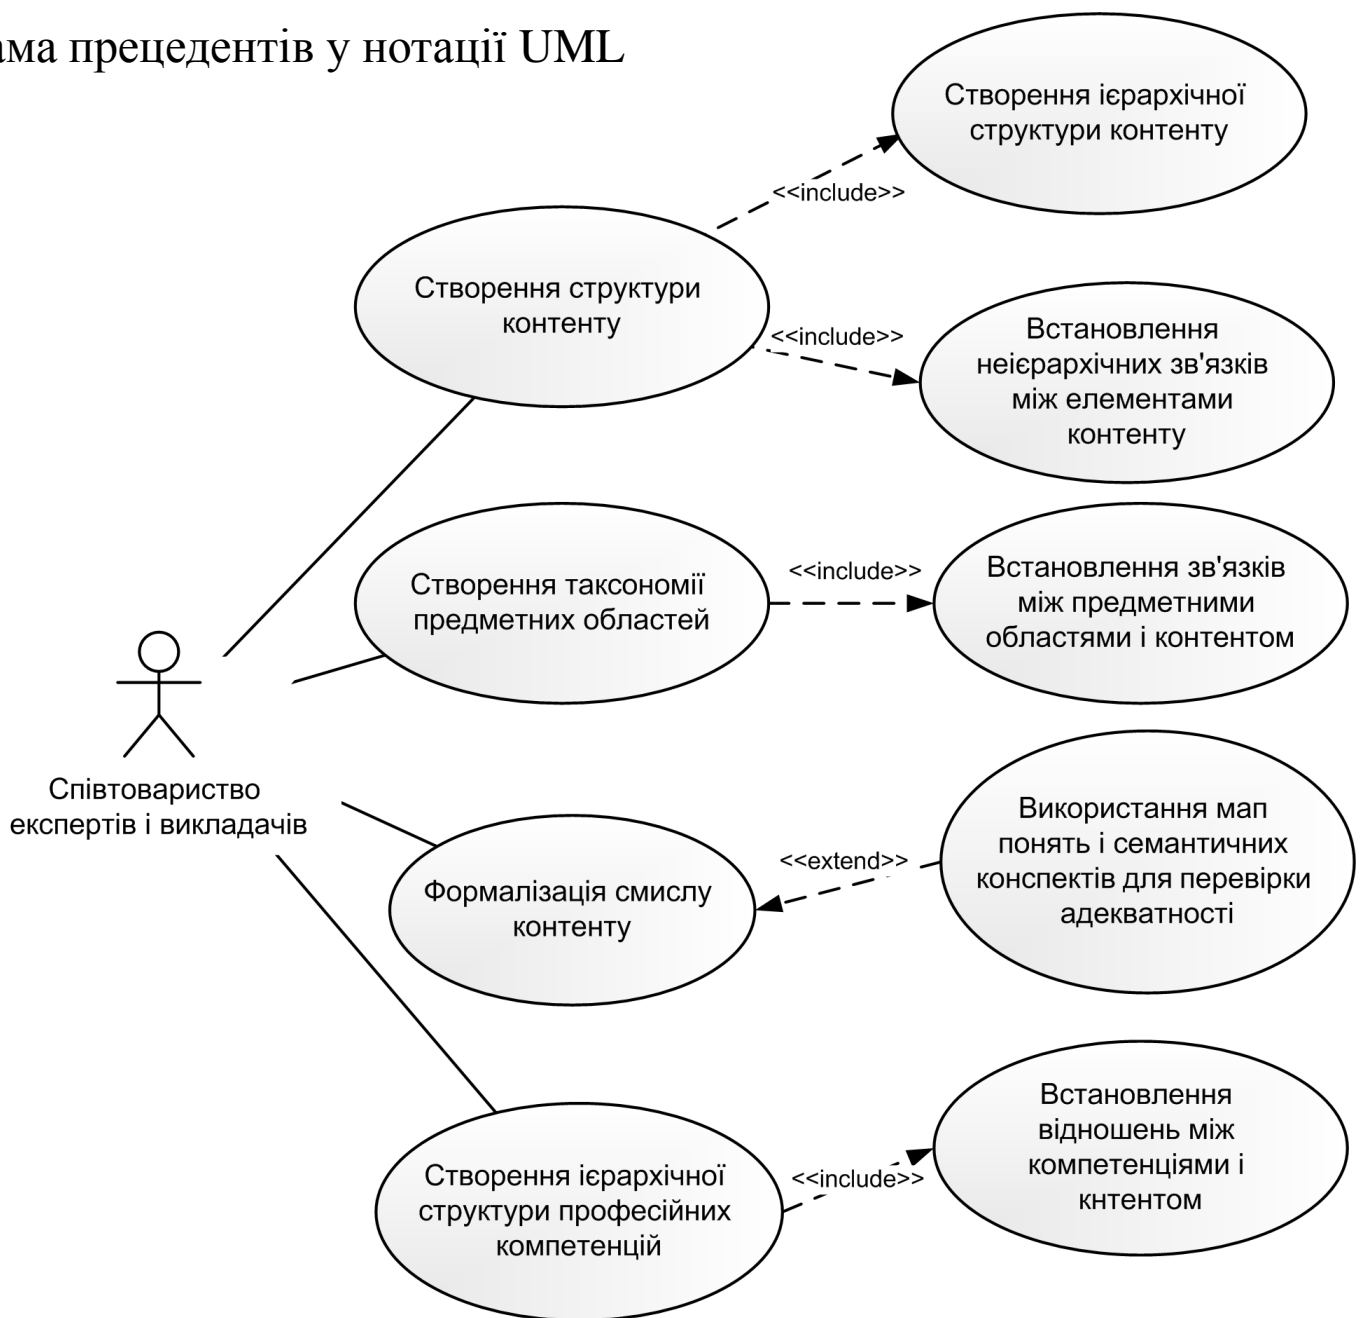 ама прецедентів у нотації UML
Створення ієрархічної
структури контенту
<<include>>
Створення структури
контенту
<<include>>
Встановлення
неієрархічних зв'язків
між елементами
контенту
Створення таксономії
предметних областей
<<include>>
Встановлення зв'язків
між предметними
областями і контентом
Співтовариство
експертів і викладачів
Формалізація смислу
контенту
<<extend>>
Використання мап
понять і семантичних
конспектів для перевірки
адекватності
Створення ієрархічної
структури професійних
компетенцій
<<include>>
Встановлення
відношень між
компетенціями і
кнтентом